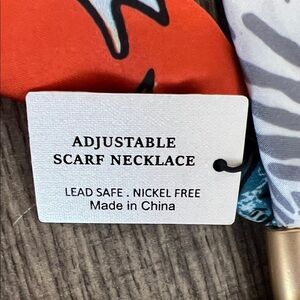 ADJUSTABLE
SCARF NECKLACE
LEAD SAFE . NICKEL FREE
Made in China